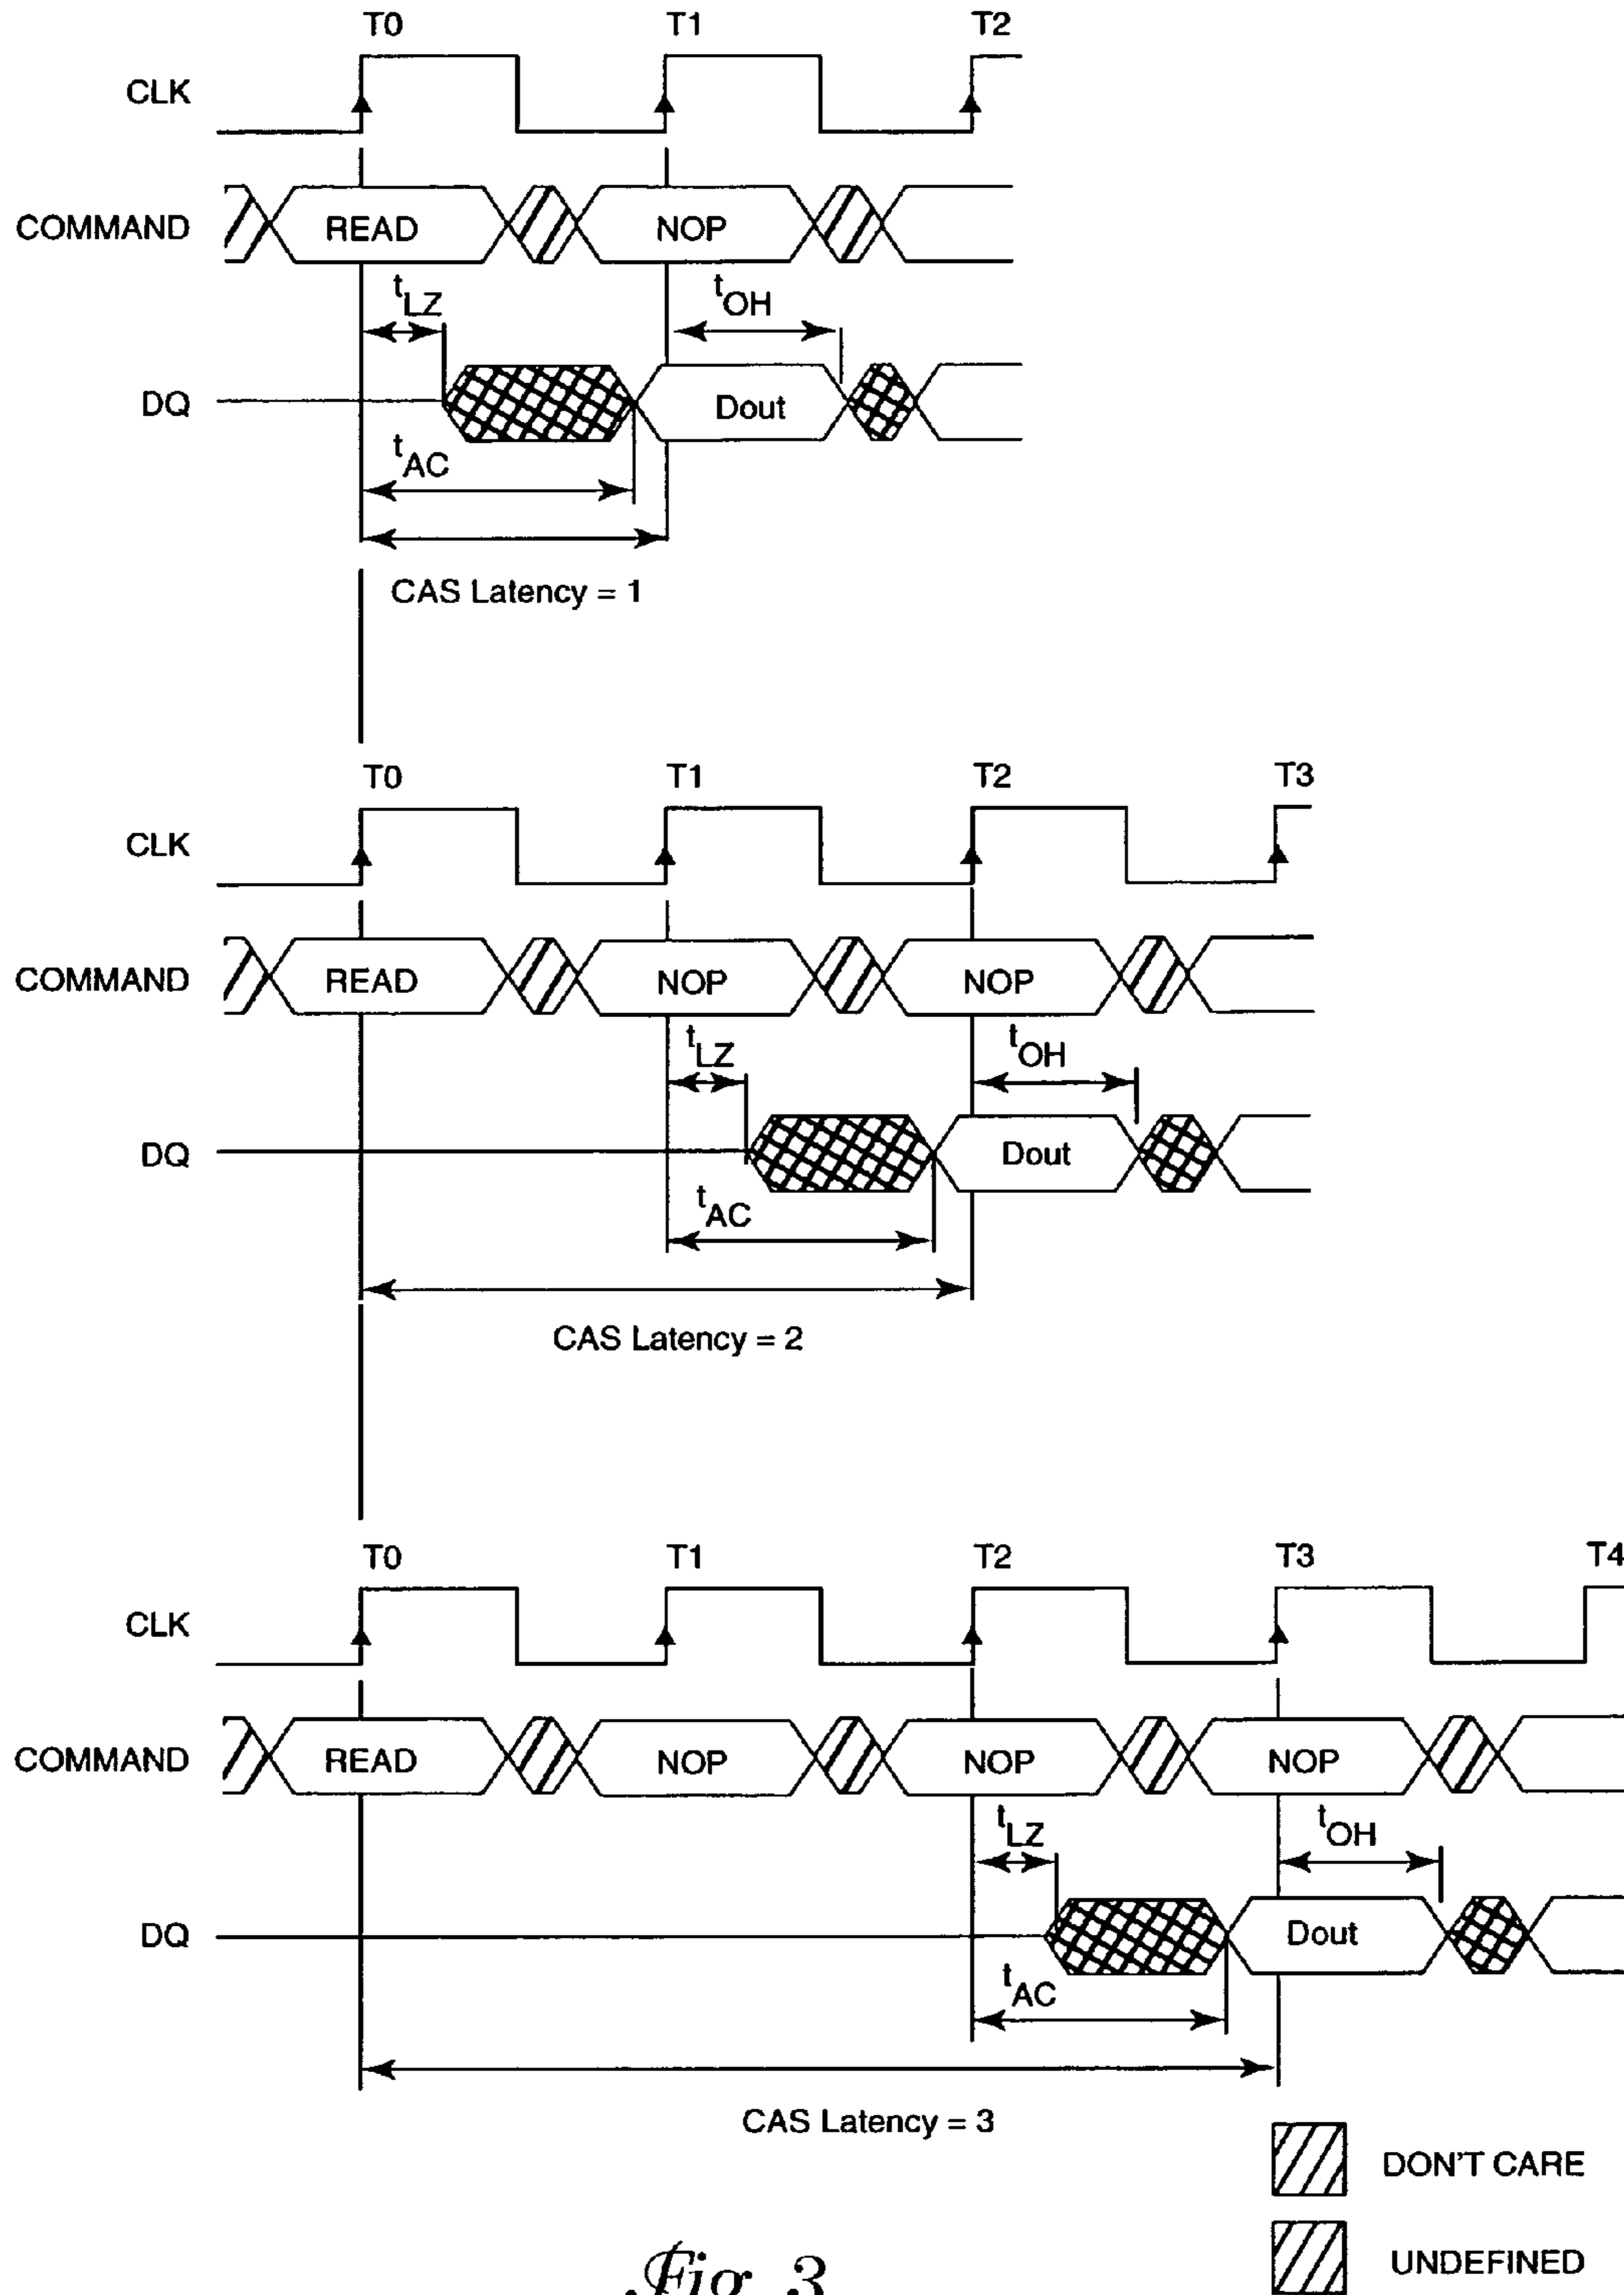 T0 T1 T2
CLK
COMMAND READ NOP
tLZ tOH
DQ Dout
tAC
CAS Latency = 1
T0 T1 T2 T3
CLK
COMMAND READ NOP NOP
tLZ tOH
DQ Dout
tAC
CAS Latency = 2
T0 T1 T2 T3 T4
CLK
COMMAND READ NOP NOP NOP
tLZ tOH
DQ Dout
tAC
CAS Latency = 3
DON'T CARE
UNDEFINED
Fig. 3